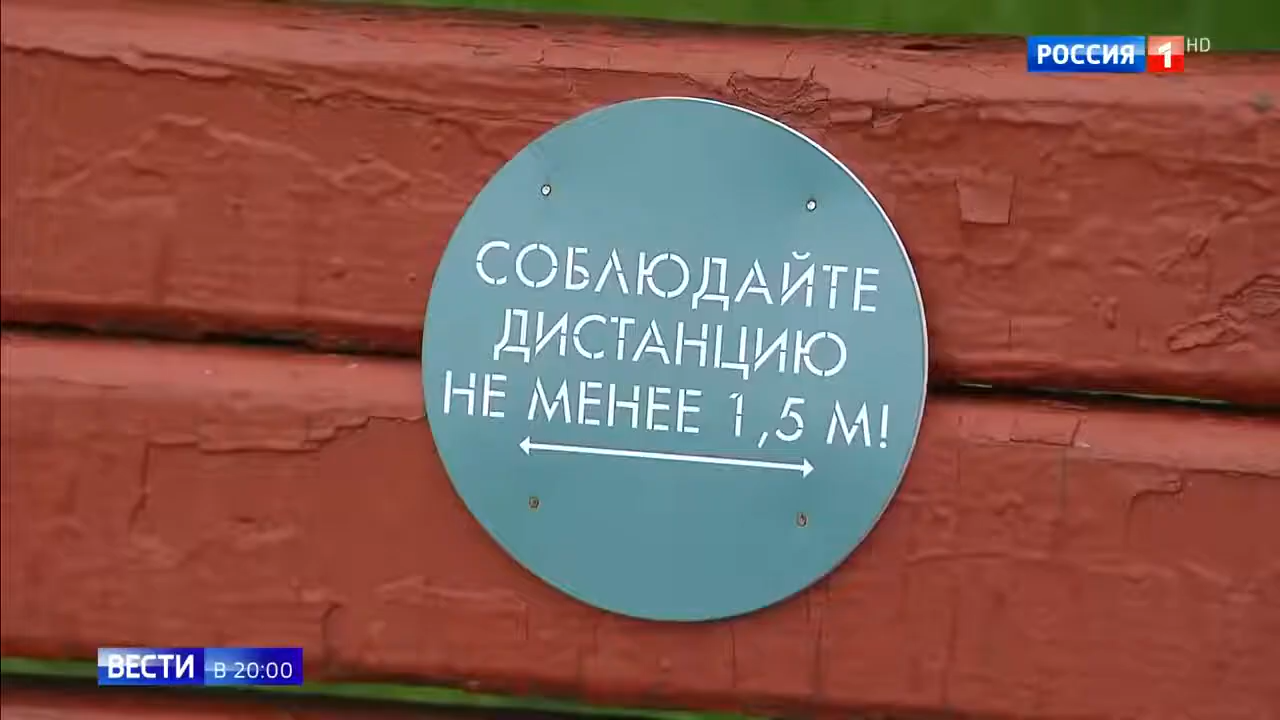 РОССИЯ 1 HD
СОБЛЮДАЙТЕ
ДИСТАНЦИЮ
НЕ МЕНЕЕ 1,5 М!
ВЕСТИ В 20:00